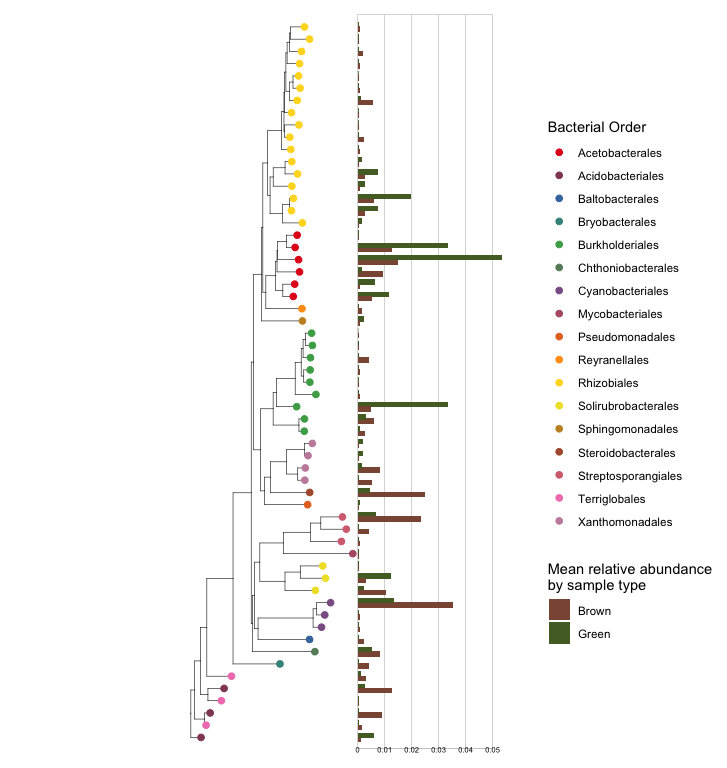 Bacterial Order
Acetobacterales
Acidobacteriales
Baltobacterales
Bryobacterales
Burkholderiales
Chthoniobacterales
Cyanobacteriales
Mycobacteriales
Pseudomonadales
Reyranellales
Rhizobiales
Solirubrobacterales
Sphingomonadales
Steroidobacterales
Streptosporangiales
Terriglobales
Xanthomonadales
Mean relative abundance
by sample type
Brown
Green
0 0.01 0.02 0.03 0.04 0.05